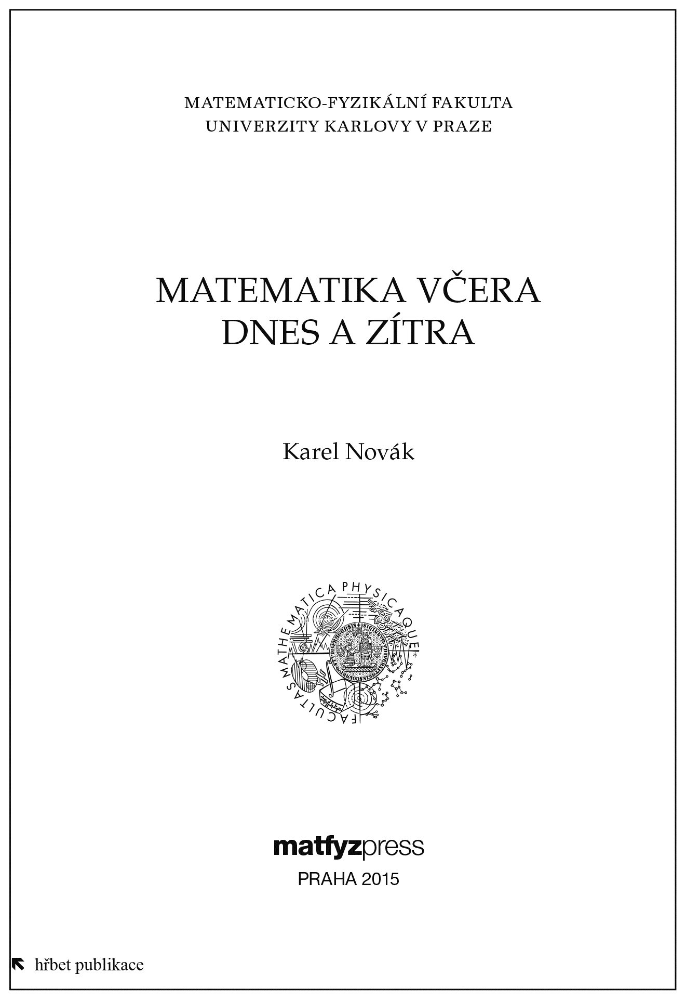 MATEMATICKO-FYZIKÁLNÍ FAKULTA
UNIVERZITY KARLOVY V PRAZE
MATEMATIKA VČERA
DNES A ZÍTRA
Karel Novák
FACULTAS MATHEMATICA PHYSICAQUE
matfyzpress
PRAHA 2015
hřbet publikace